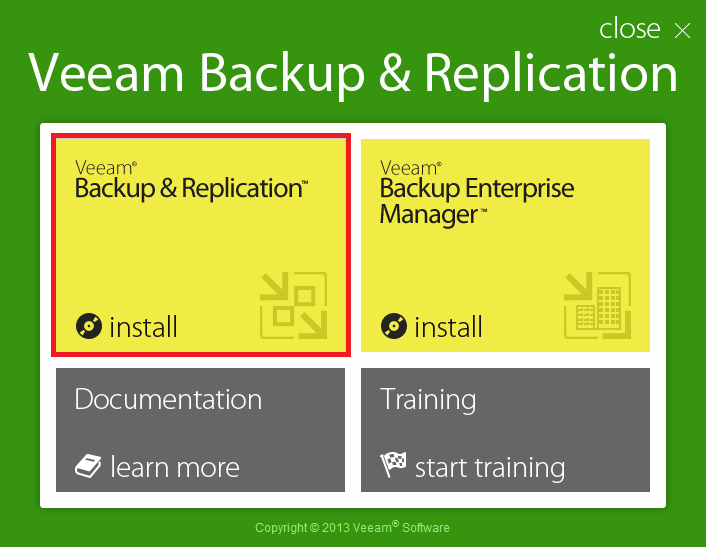 close
Veeam Backup & Replication
Veeam®
Backup & Replication™
install
Veeam®
Backup Enterprise
Manager™
install
Documentation
learn more
Training
start training
Copyright © 2013 Veeam® Software